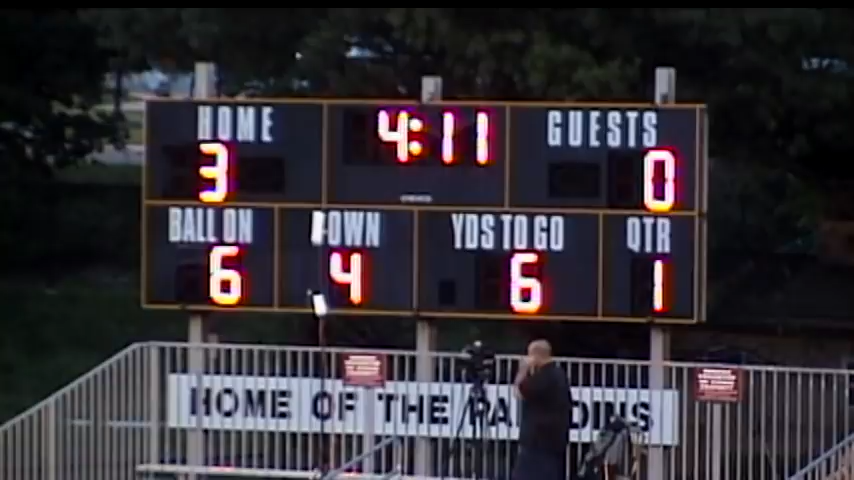 HOME 4:11 GUESTS
3 0
BALL ON DOWN YDS TO GO QTR
6 4 6 1
HOME OF THE